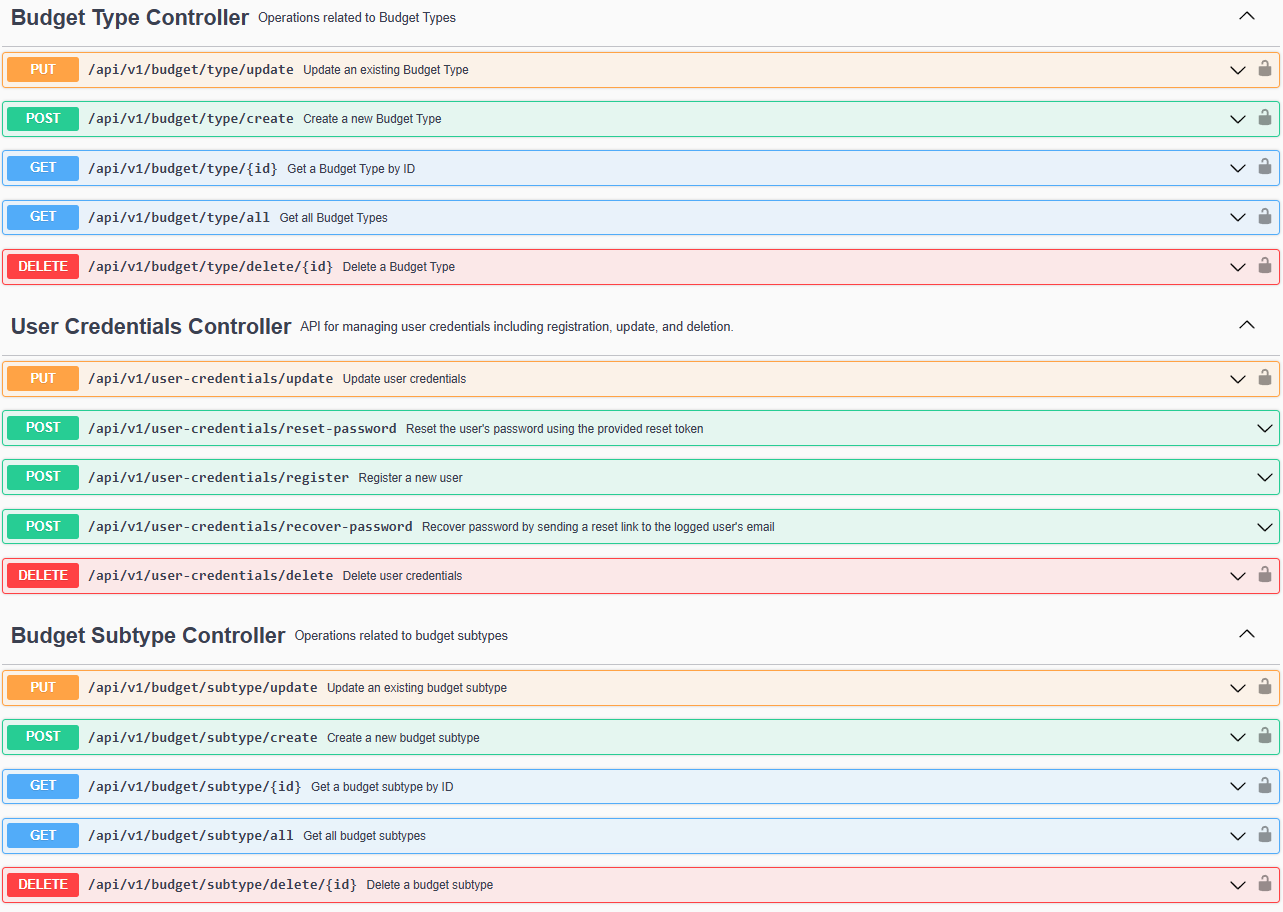 Budget Type Controller Operations related to Budget Types
PUT /api/v1/budget/type/update Update an existing Budget Type
POST /api/v1/budget/type/create Create a new Budget Type
GET /api/v1/budget/type/{id} Get a Budget Type by ID
GET /api/v1/budget/type/all Get all Budget Types
DELETE /api/v1/budget/type/delete/{id} Delete a Budget Type
User Credentials Controller API for managing user credentials including registration, update, and deletion.
PUT /api/v1/user-credentials/update Update user credentials
POST /api/v1/user-credentials/reset-password Reset the user's password using the provided reset token
POST /api/v1/user-credentials/register Register a new user
POST /api/v1/user-credentials/recover-password Recover password by sending a reset link to the logged user's email
DELETE /api/v1/user-credentials/delete Delete user credentials
Budget Subtype Controller Operations related to budget subtypes
PUT /api/v1/budget/subtype/update Update an existing budget subtype
POST /api/v1/budget/subtype/create Create a new budget subtype
GET /api/v1/budget/subtype/{id} Get a budget subtype by ID
GET /api/v1/budget/subtype/all Get all budget subtypes
DELETE /api/v1/budget/subtype/delete/{id} Delete a budget subtype